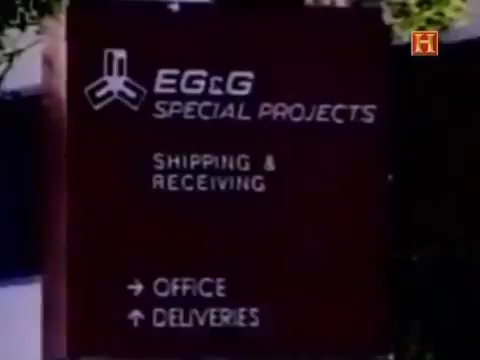 EG&G
SPECIAL PROJECTS
SHIPPING &
RECEIVING
→ OFFICE
↑ DELIVERIES
H